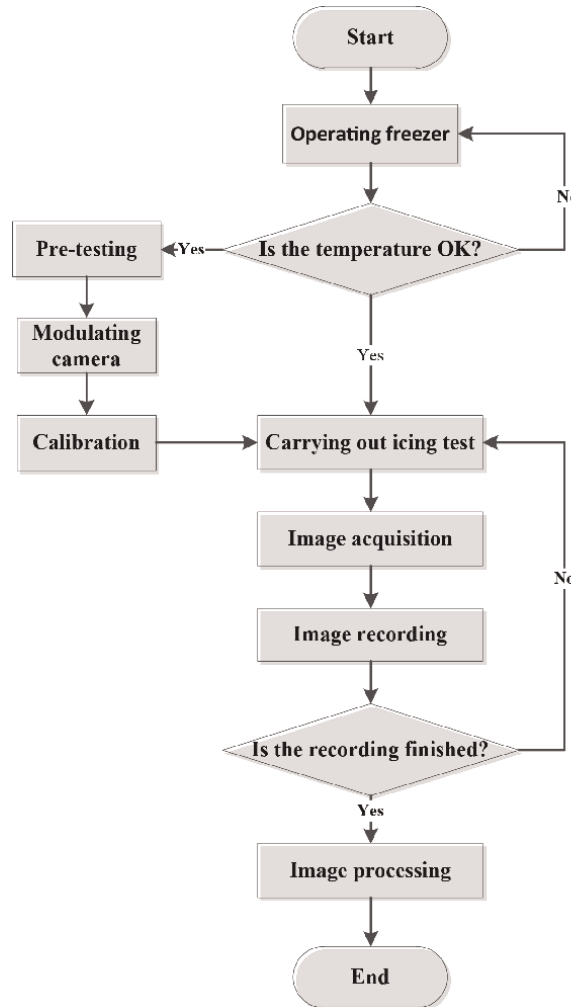 Start
Operating freezer
No
Is the temperature OK?
Yes
Pre-testing
Modulating
camera
Calibration
Yes
Carrying out icing test
Image acquisition
No
Image recording
Is the recording finished?
Yes
Image processing
End